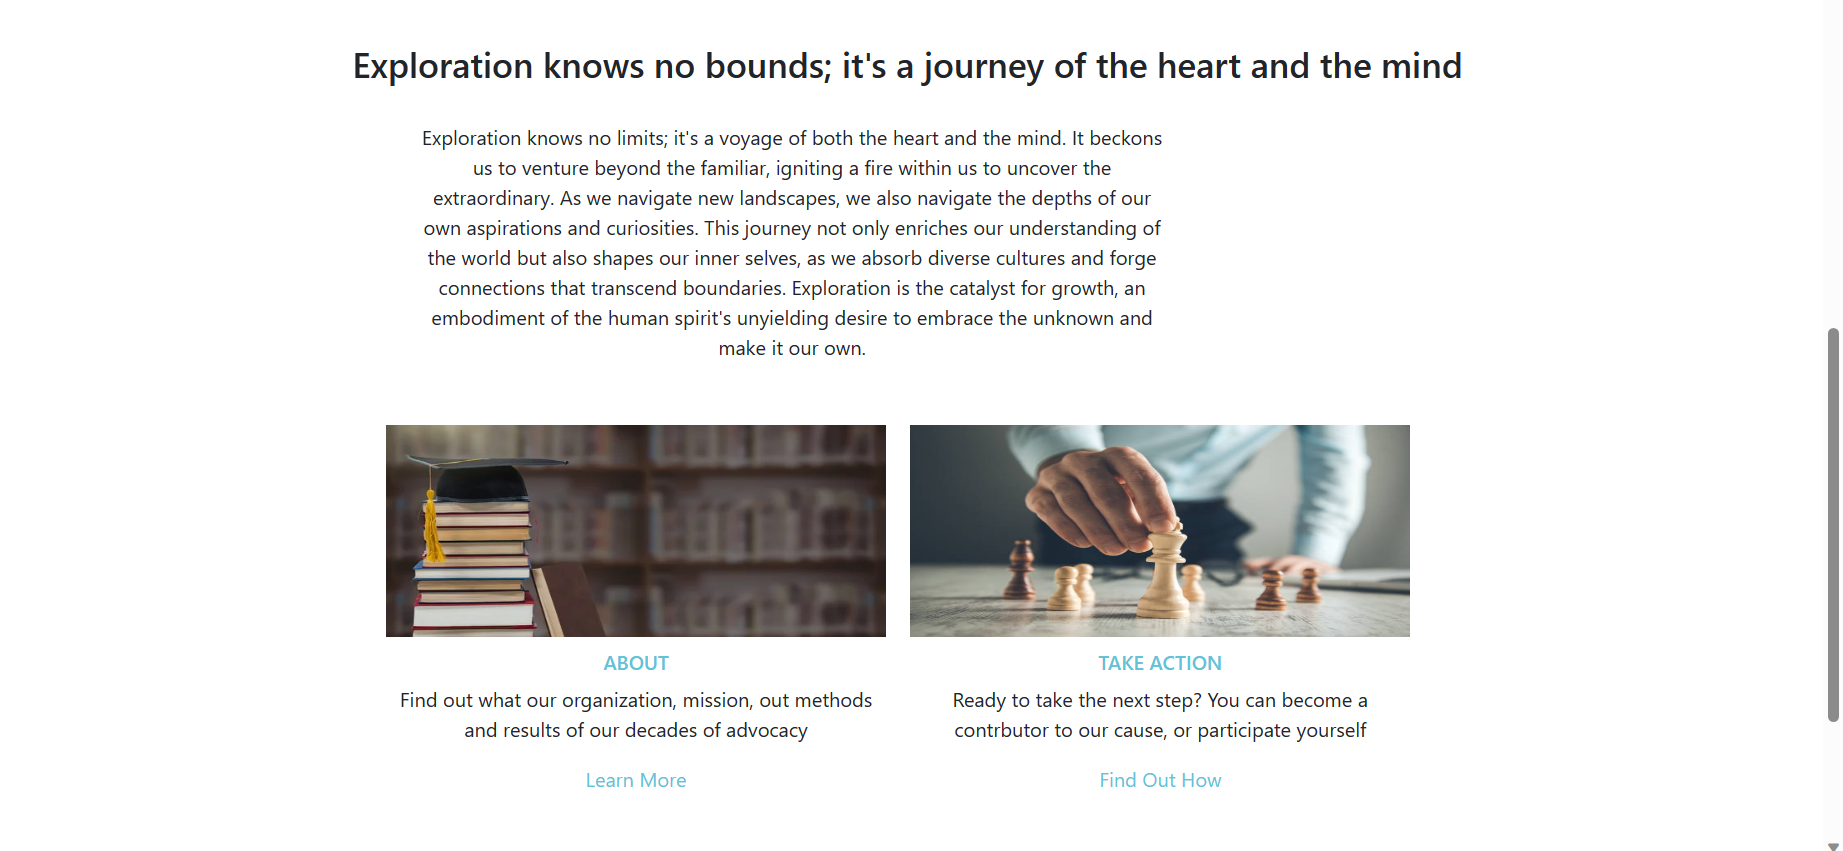 Exploration knows no bounds; it's a journey of the heart and the mind
Exploration knows no limits; it's a voyage of both the heart and the mind. It beckons
us to venture beyond the familiar, igniting a fire within us to uncover the
extraordinary. As we navigate new landscapes, we also navigate the depths of our
own aspirations and curiosities. This journey not only enriches our understanding of
the world but also shapes our inner selves, as we absorb diverse cultures and forge
connections that transcend boundaries. Exploration is the catalyst for growth, an
embodiment of the human spirit's unyielding desire to embrace the unknown and
make it our own.
ABOUT
Find out what our organization, mission, out methods
and results of our decades of advocacy
Learn More
TAKE ACTION
Ready to take the next step? You can become a
contrbutor to our cause, or participate yourself
Find Out How